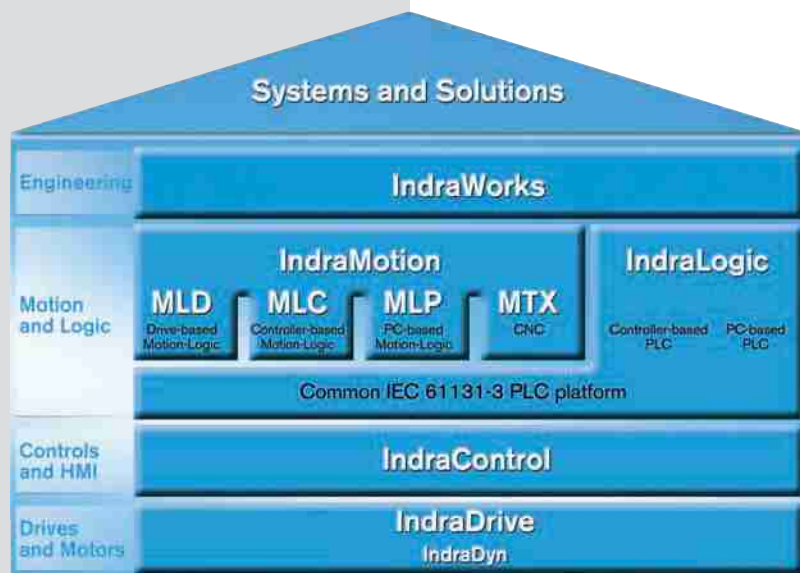 Systems and Solutions
Engineering
IndraWorks
Motion
and Logic
IndraMotion
MLD
Drive-based
Motion-Logic
MLC
Controller-based
Motion-Logic
MLP
PC-based
Motion-Logic
MTX
CNC
IndraLogic
Controller-based
PLC
PC-based
PLC
Common IEC 61131-3 PLC platform
Controls
and HMI
IndraControl
Drives
and Motors
IndraDrive
IndraDyn